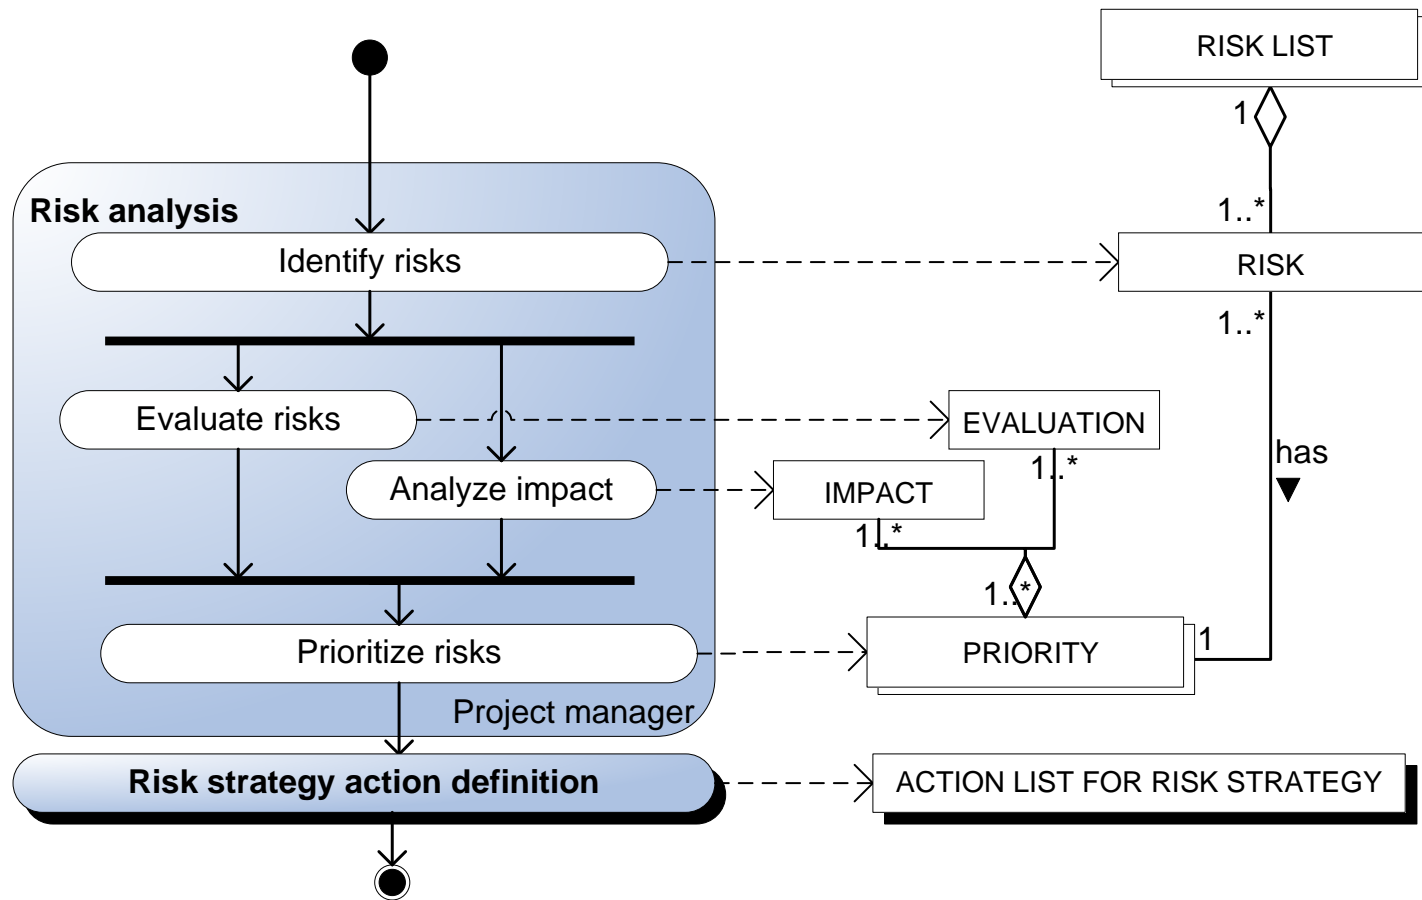 RISK LIST
1
1..*
Risk analysis
Identify risks
RISK
1..*
Evaluate risks
EVALUATION
1..*
has
Analyze impact
IMPACT
1..*
1..*
Prioritize risks
PRIORITY
1
Project manager
Risk strategy action definition
ACTION LIST FOR RISK STRATEGY